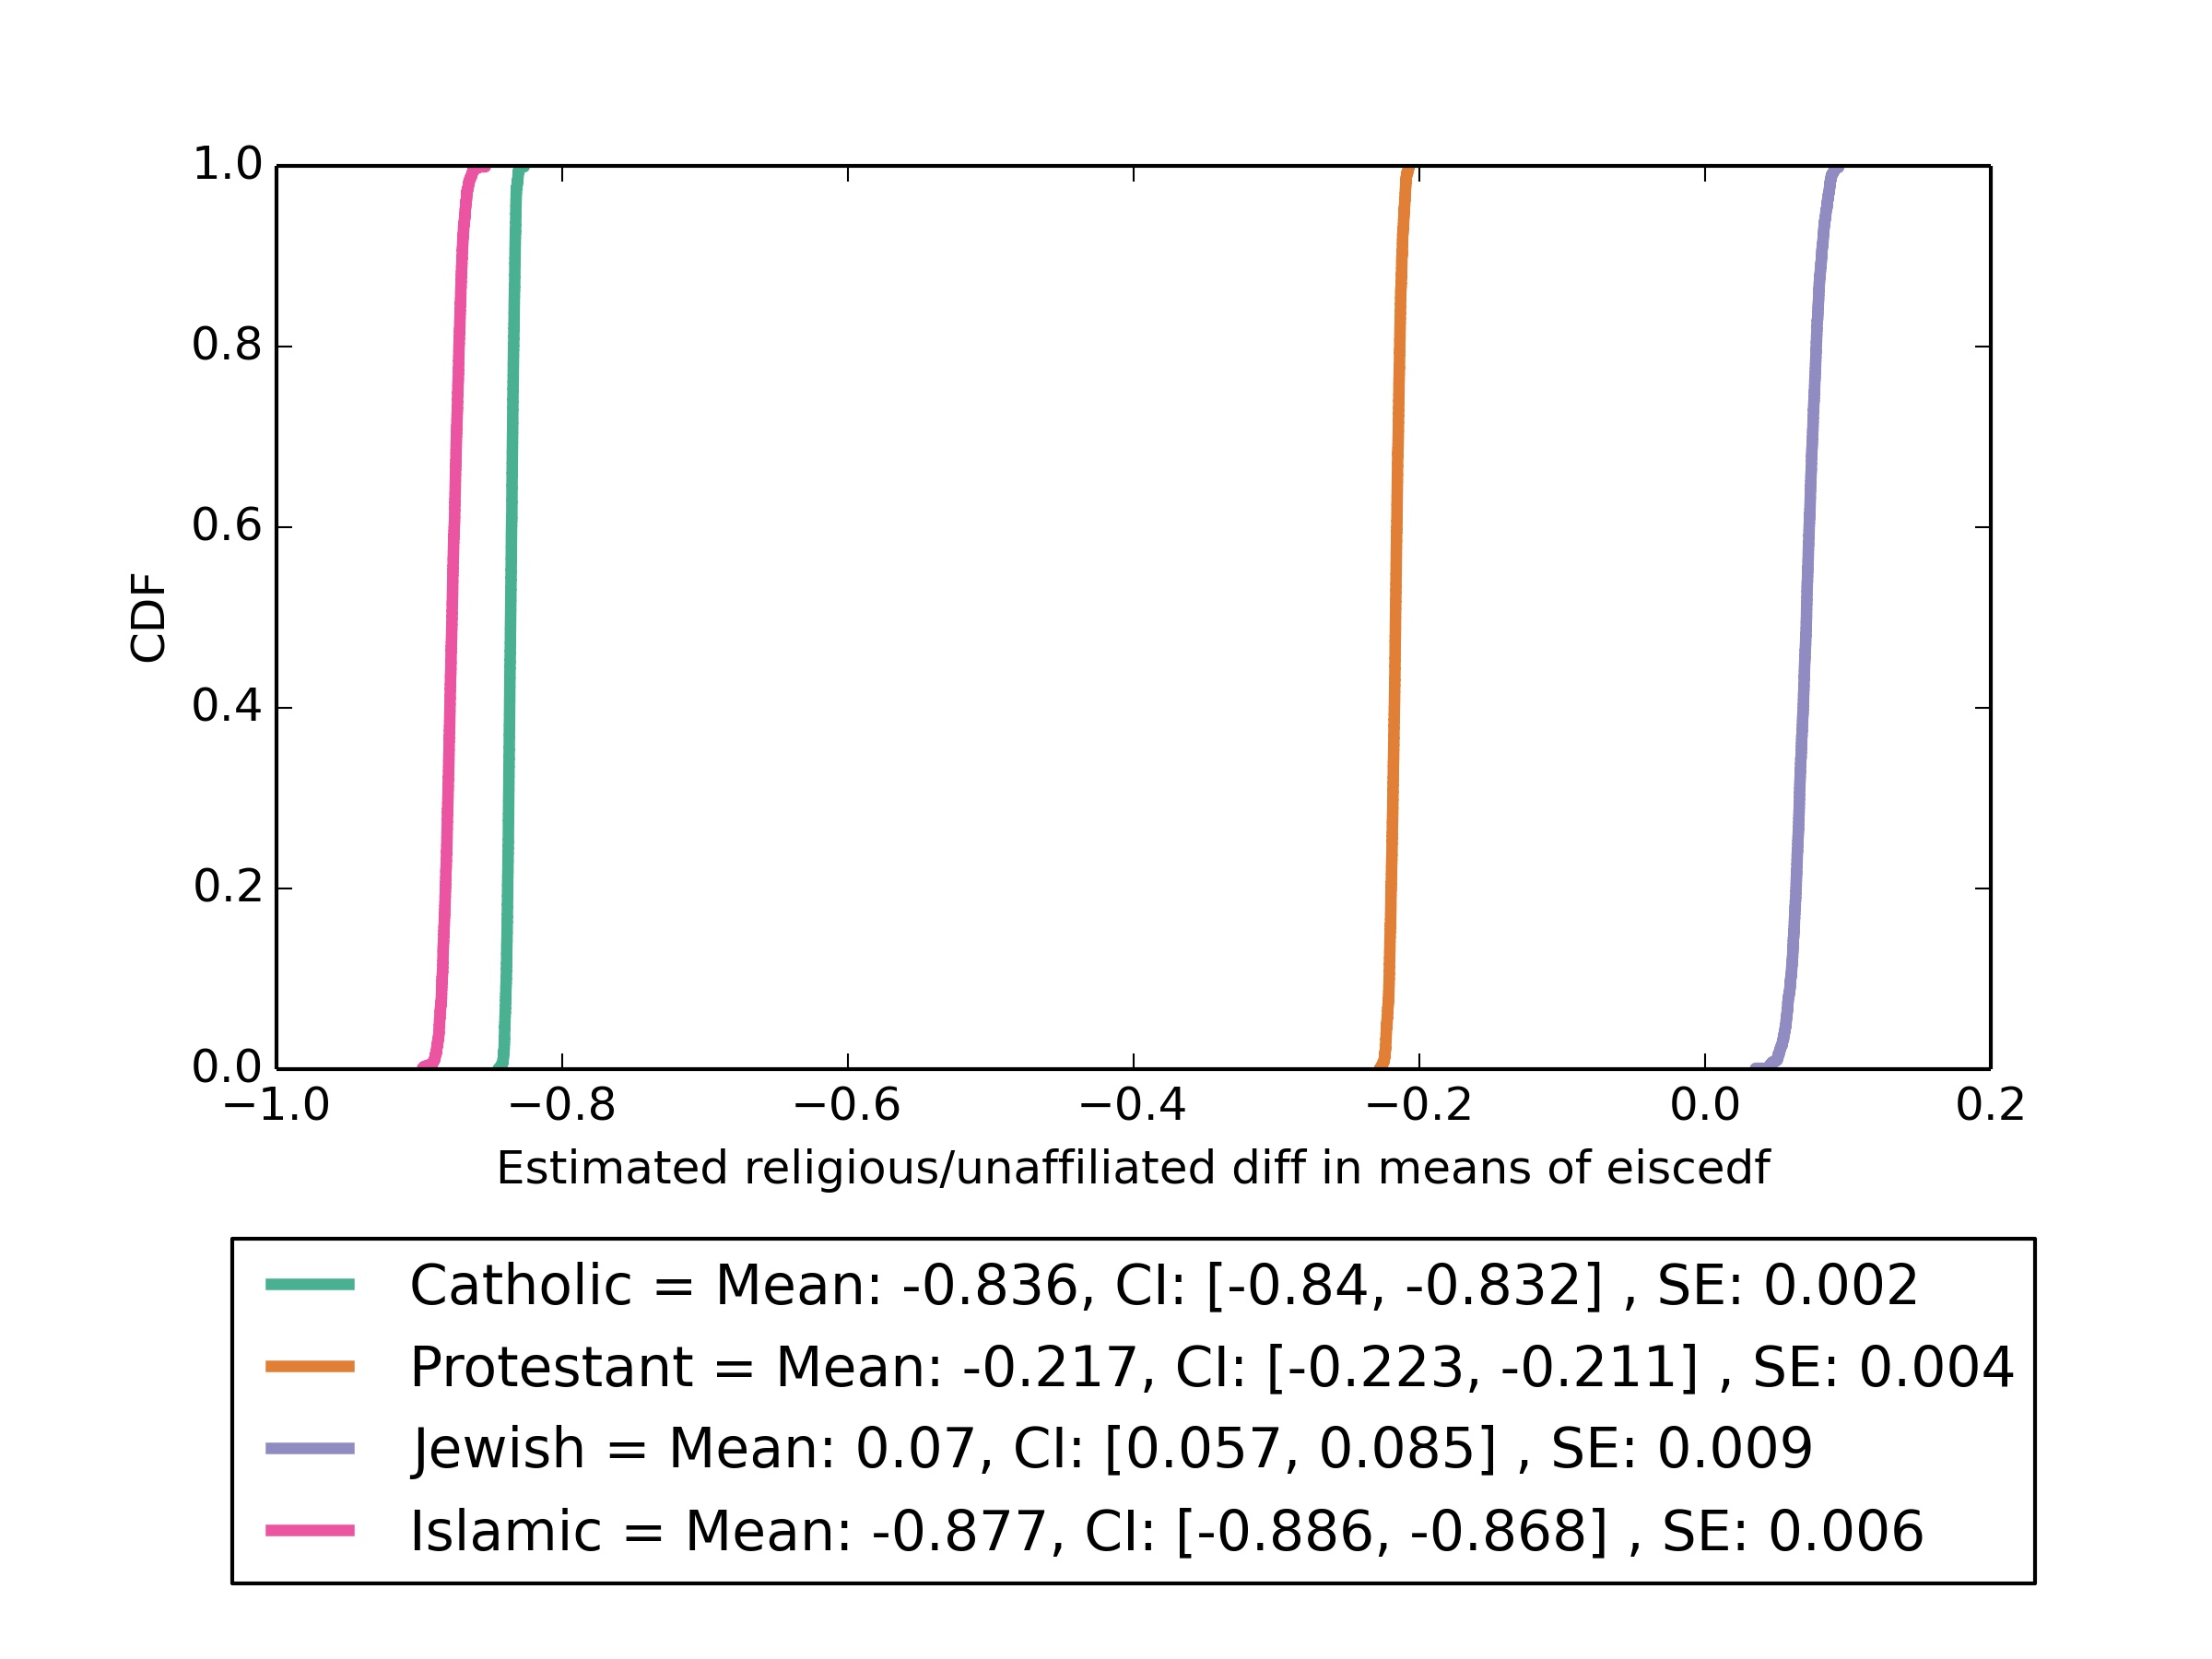 1.0
0.8
0.6
0.4
0.2
0.0
CDF
−1.0 −0.8 −0.6 −0.4 −0.2 0.0 0.2
Estimated religious/unaffiliated diff in means of eiscedf
Catholic = Mean: -0.836, CI: [-0.84, -0.832] , SE: 0.002
Protestant = Mean: -0.217, CI: [-0.223, -0.211] , SE: 0.004
Jewish = Mean: 0.07, CI: [0.057, 0.085] , SE: 0.009
Islamic = Mean: -0.877, CI: [-0.886, -0.868] , SE: 0.006